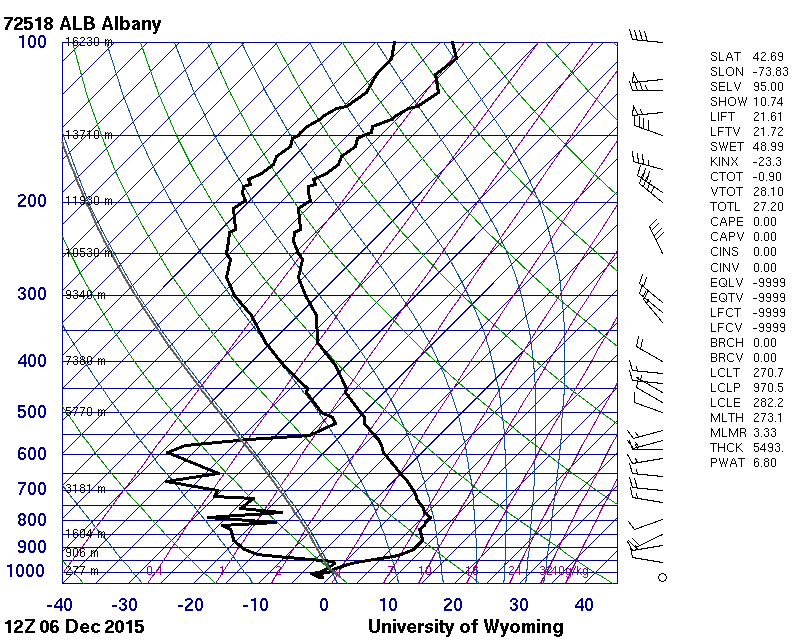 72518 ALB Albany
100 16230 m
13710 m
200 11930 m
10530 m
300 9340 m
400 7380 m
500 5770 m
600
700 3181 m
800
1604 m
900
906 m
1000 277 m 0.4 1 2 4 7 10 16 24 32 40g/kg
-40 -30 -20 -10 0 10 20 30 40
12Z 06 Dec 2015 University of Wyoming
SLAT 42.69
SLON -73.83
SELV 95.00
SHOW 10.74
LIFT 21.61
LFTV 21.72
SWET 48.99
KINX -23.3
CTOT -0.90
VTOT 28.10
TOTL 27.20
CAPE 0.00
CAPV 0.00
CINS 0.00
CINV 0.00
EQLV -9999
EQTV -9999
LFCT -9999
LFCV -9999
BRCH 0.00
BRCV 0.00
LCLT 270.7
LCLP 970.5
LCLE 282.2
MLTH 273.1
MLMR 3.33
THCK 5493.
PWAT 6.80